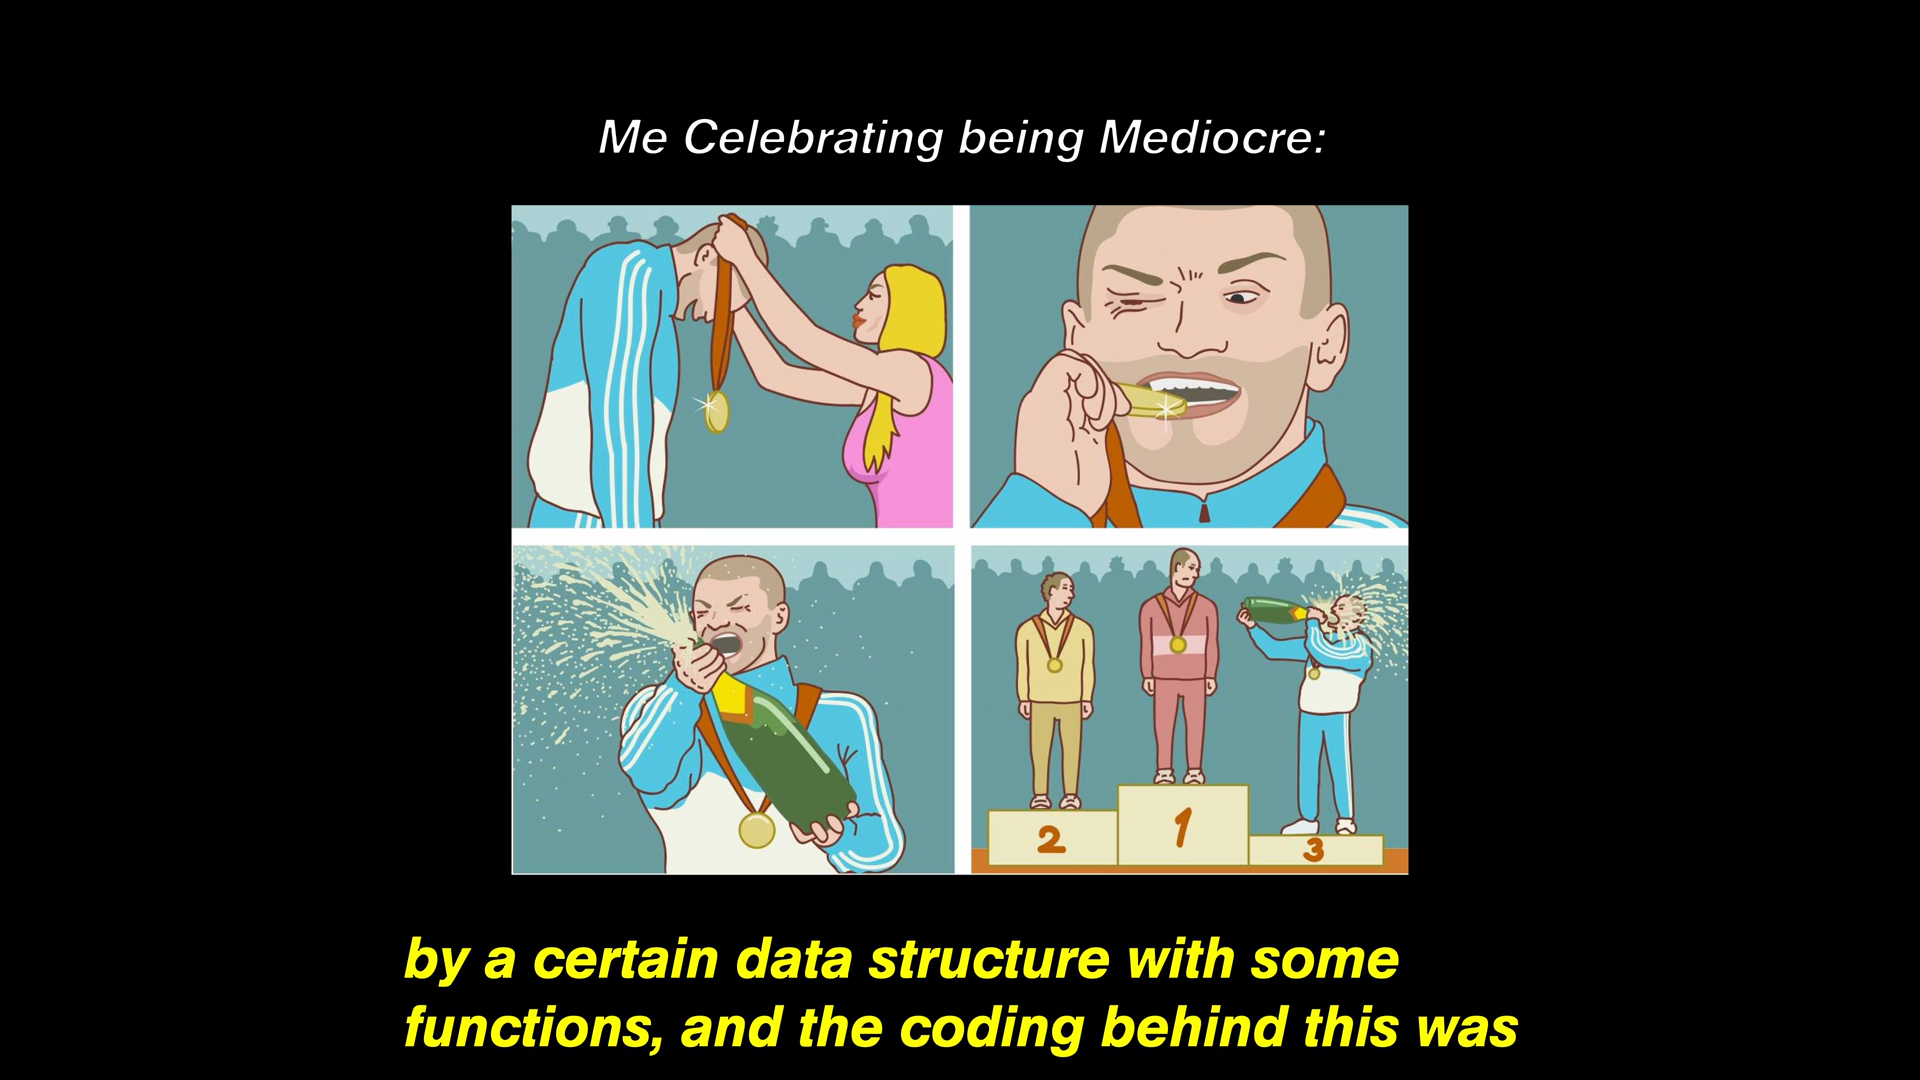 Me Celebrating being Mediocre:
2
1
3
by a certain data structure with some
functions, and the coding behind this was